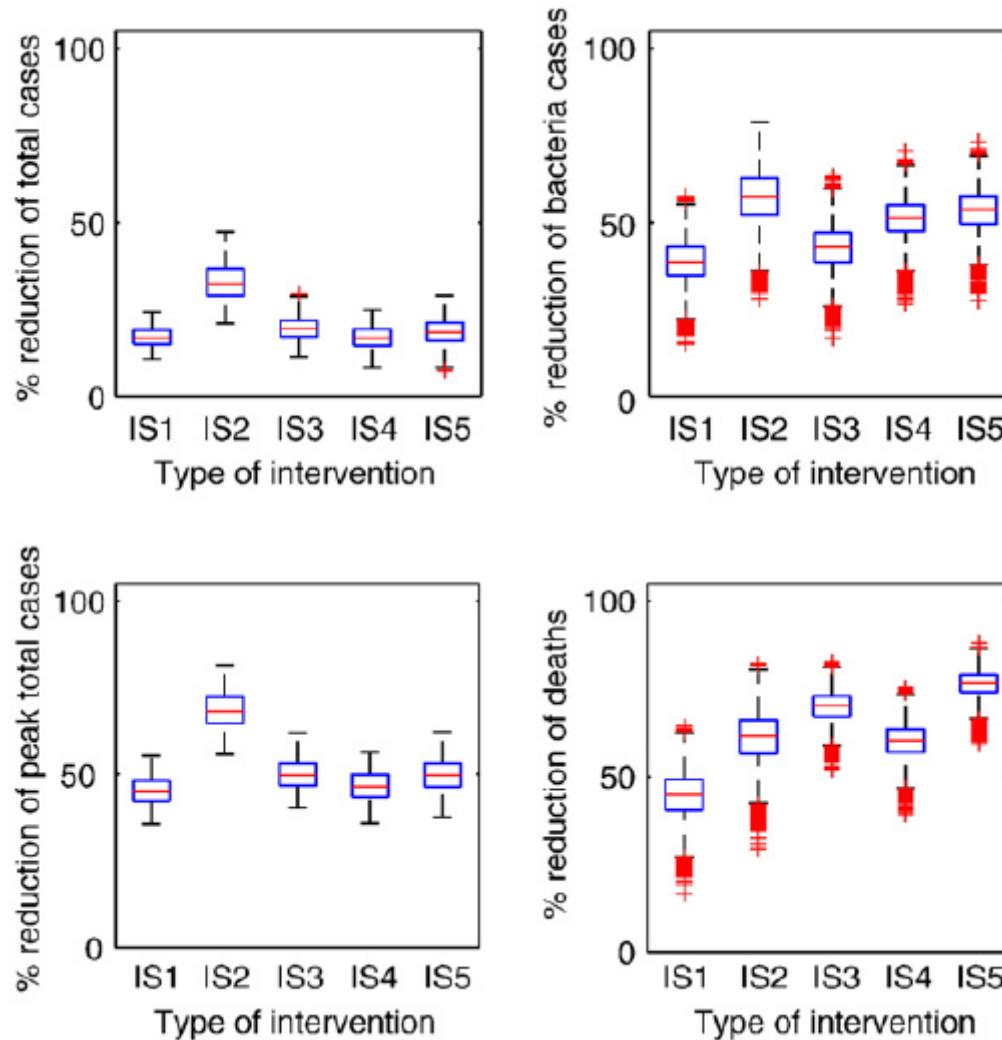 % reduction of total cases
100
50
0
IS1 IS2 IS3 IS4 IS5
Type of intervention
% reduction of bacteria cases
100
50
0
IS1 IS2 IS3 IS4 IS5
Type of intervention
% reduction of peak total cases
100
50
0
IS1 IS2 IS3 IS4 IS5
Type of intervention
% reduction of deaths
100
50
0
IS1 IS2 IS3 IS4 IS5
Type of intervention